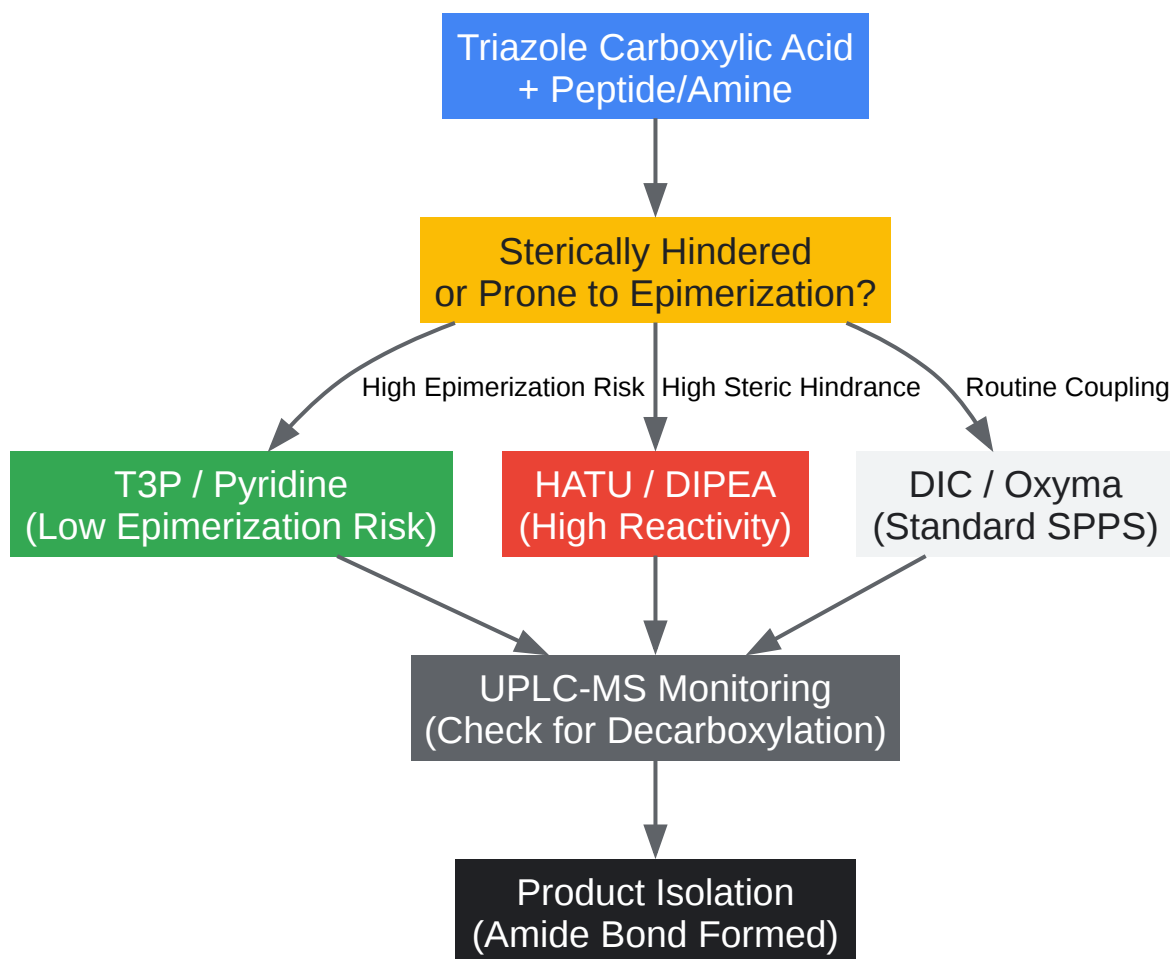 Triazole Carboxylic Acid
+ Peptide/Amine
Sterically Hindered
or Prone to Epimerization?
High Epimerization Risk
High Steric Hindrance
Routine Coupling
T3P / Pyridine
(Low Epimerization Risk)
HATU / DIPEA
(High Reactivity)
DIC / Oxyma
(Standard SPPS)
UPLC-MS Monitoring
(Check for Decarboxylation)
Product Isolation
(Amide Bond Formed)